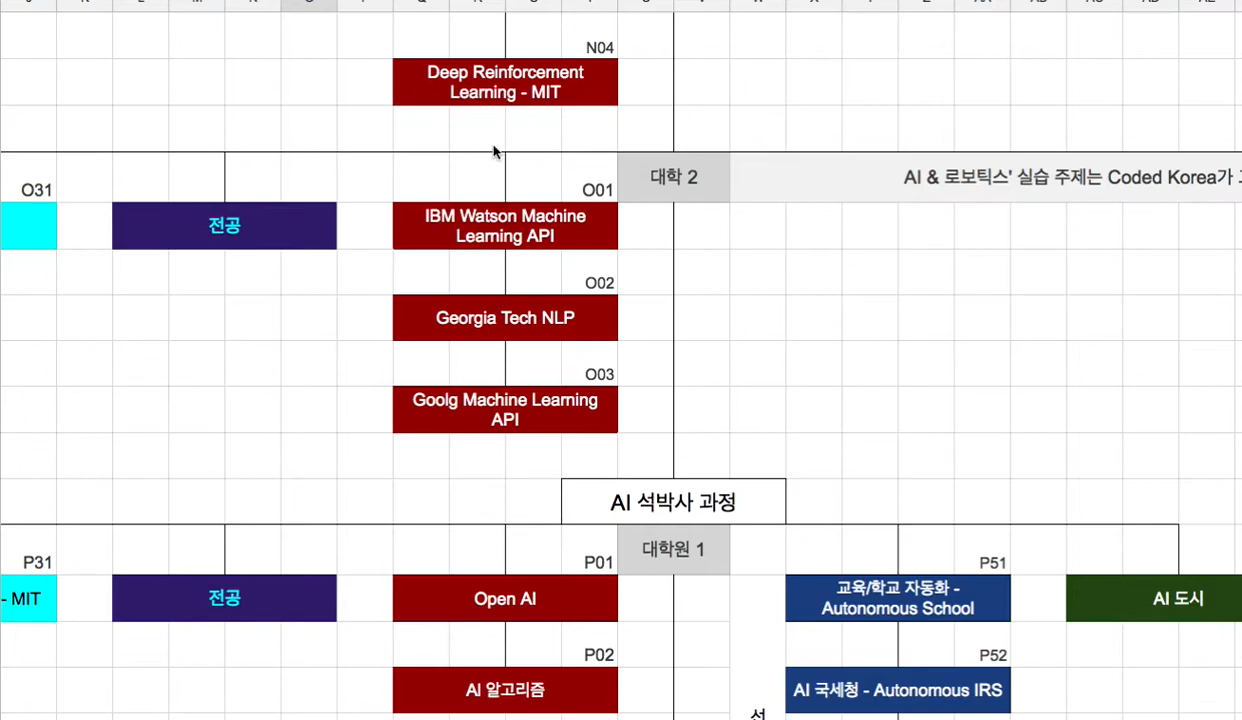 N04
Deep Reinforcement
Learning - MIT
대학 2
AI & 로보틱스' 실습 주제는 Coded Korea가
O31
O01
전공
IBM Watson Machine
Learning API
O02
Georgia Tech NLP
O03
Goolg Machine Learning
API
AI 석박사 과정
대학원 1
P31
P01
P51
- MIT
전공
Open AI
교육/학교 자동화 -
Autonomous School
AI 도시
P02
P52
AI 알고리즘
AI 국세청 - Autonomous IRS